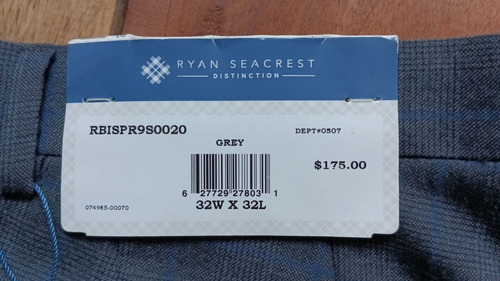 RYAN SEACREST
DISTINCTION
RBISPR9S0020
DEPT#0507
GREY
$175.00
6 27729 27803 1
074985-00070
32W X 32L